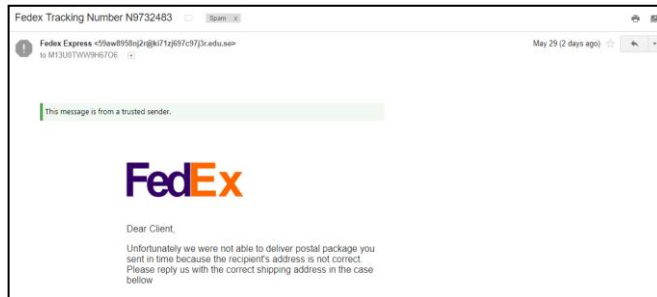 Fedex Tracking Number N9732483
Spam x
Fedex Express <59aw8958nj2r@ki71zj697c97j3r.edu.se>
May 29 (2 days ago)
to M13U0TWW9H67O6.
This message is from a trusted sender.
FedEx
Dear Client,
Unfortunately we were not able to deliver postal package you
sent in time because the recipient's address is not correct.
Please reply us with the correct shipping address in the case
bellow